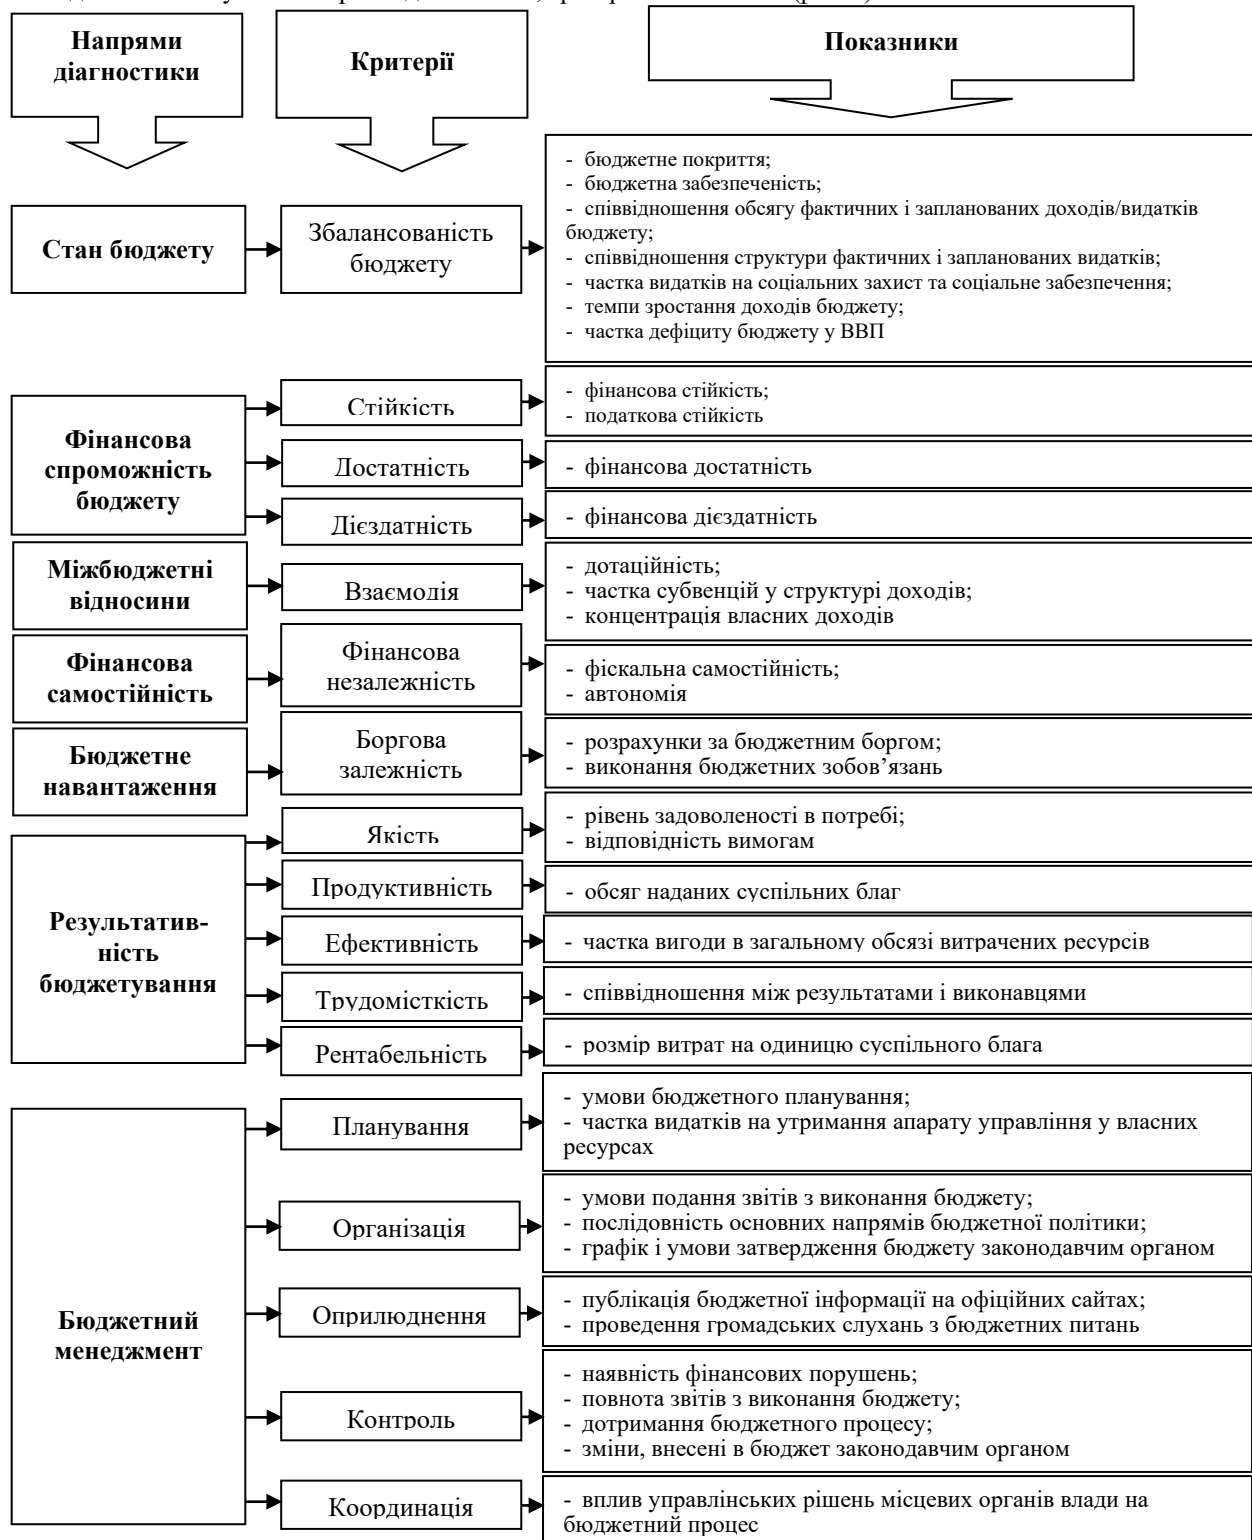 Напрями
діагностики
Критерії
Показники
Стан бюджету
Збалансованість
бюджету
- бюджетне покриття;
- бюджетна забезпеченість;
- співвідношення обсягу фактичних і запланованих доходів/видатків
бюджету;
- співвідношення структури фактичних і запланованих видатків;
- частка видатків на соціальних захист та соціальне забезпечення;
- темпи зростання доходів бюджету;
- частка дефіциту бюджету у ВВП
Фінансова
спроможність
бюджету
Стійкість
- фінансова стійкість;
- податкова стійкість
Достатність
- фінансова достатність
Дієздатність
- фінансова дієздатність
Міжбюджетні
відносини
Взаємодія
- дотаційність;
- частка субвенцій у структурі доходів;
- концентрація власних доходів
Фінансова
самостійність
Фінансова
незалежність
- фіскальна самостійність;
- автономія
Бюджетне
навантаження
Боргова
залежність
- розрахунки за бюджетним боргом;
- виконання бюджетних зобов’язань
Результатив-
ність
бюджетування
Якість
- рівень задоволеності в потребі;
- відповідність вимогам
Продуктивність
- обсяг наданих суспільних благ
Ефективність
- частка вигоди в загальному обсязі витрачених ресурсів
Трудомісткість
- співвідношення між результатами і виконавцями
Рентабельність
- розмір витрат на одиницю суспільного блага
Бюджетний
менеджмент
Планування
- умови бюджетного планування;
- частка видатків на утримання апарату управління у власних
ресурсах
Організація
- умови подання звітів з виконання бюджету;
- послідовність основних напрямів бюджетної політики;
- графік і умови затвердження бюджету законодавчим органом
Оприлюднення
- публікація бюджетної інформації на офіційних сайтах;
- проведення громадських слухань з бюджетних питань
Контроль
- наявність фінансових порушень;
- повнота звітів з виконання бюджету;
- дотримання бюджетного процесу;
- зміни, внесені в бюджет законодавчим органом
Координація
- вплив управлінських рішень місцевих органів влади на
бюджетний процес